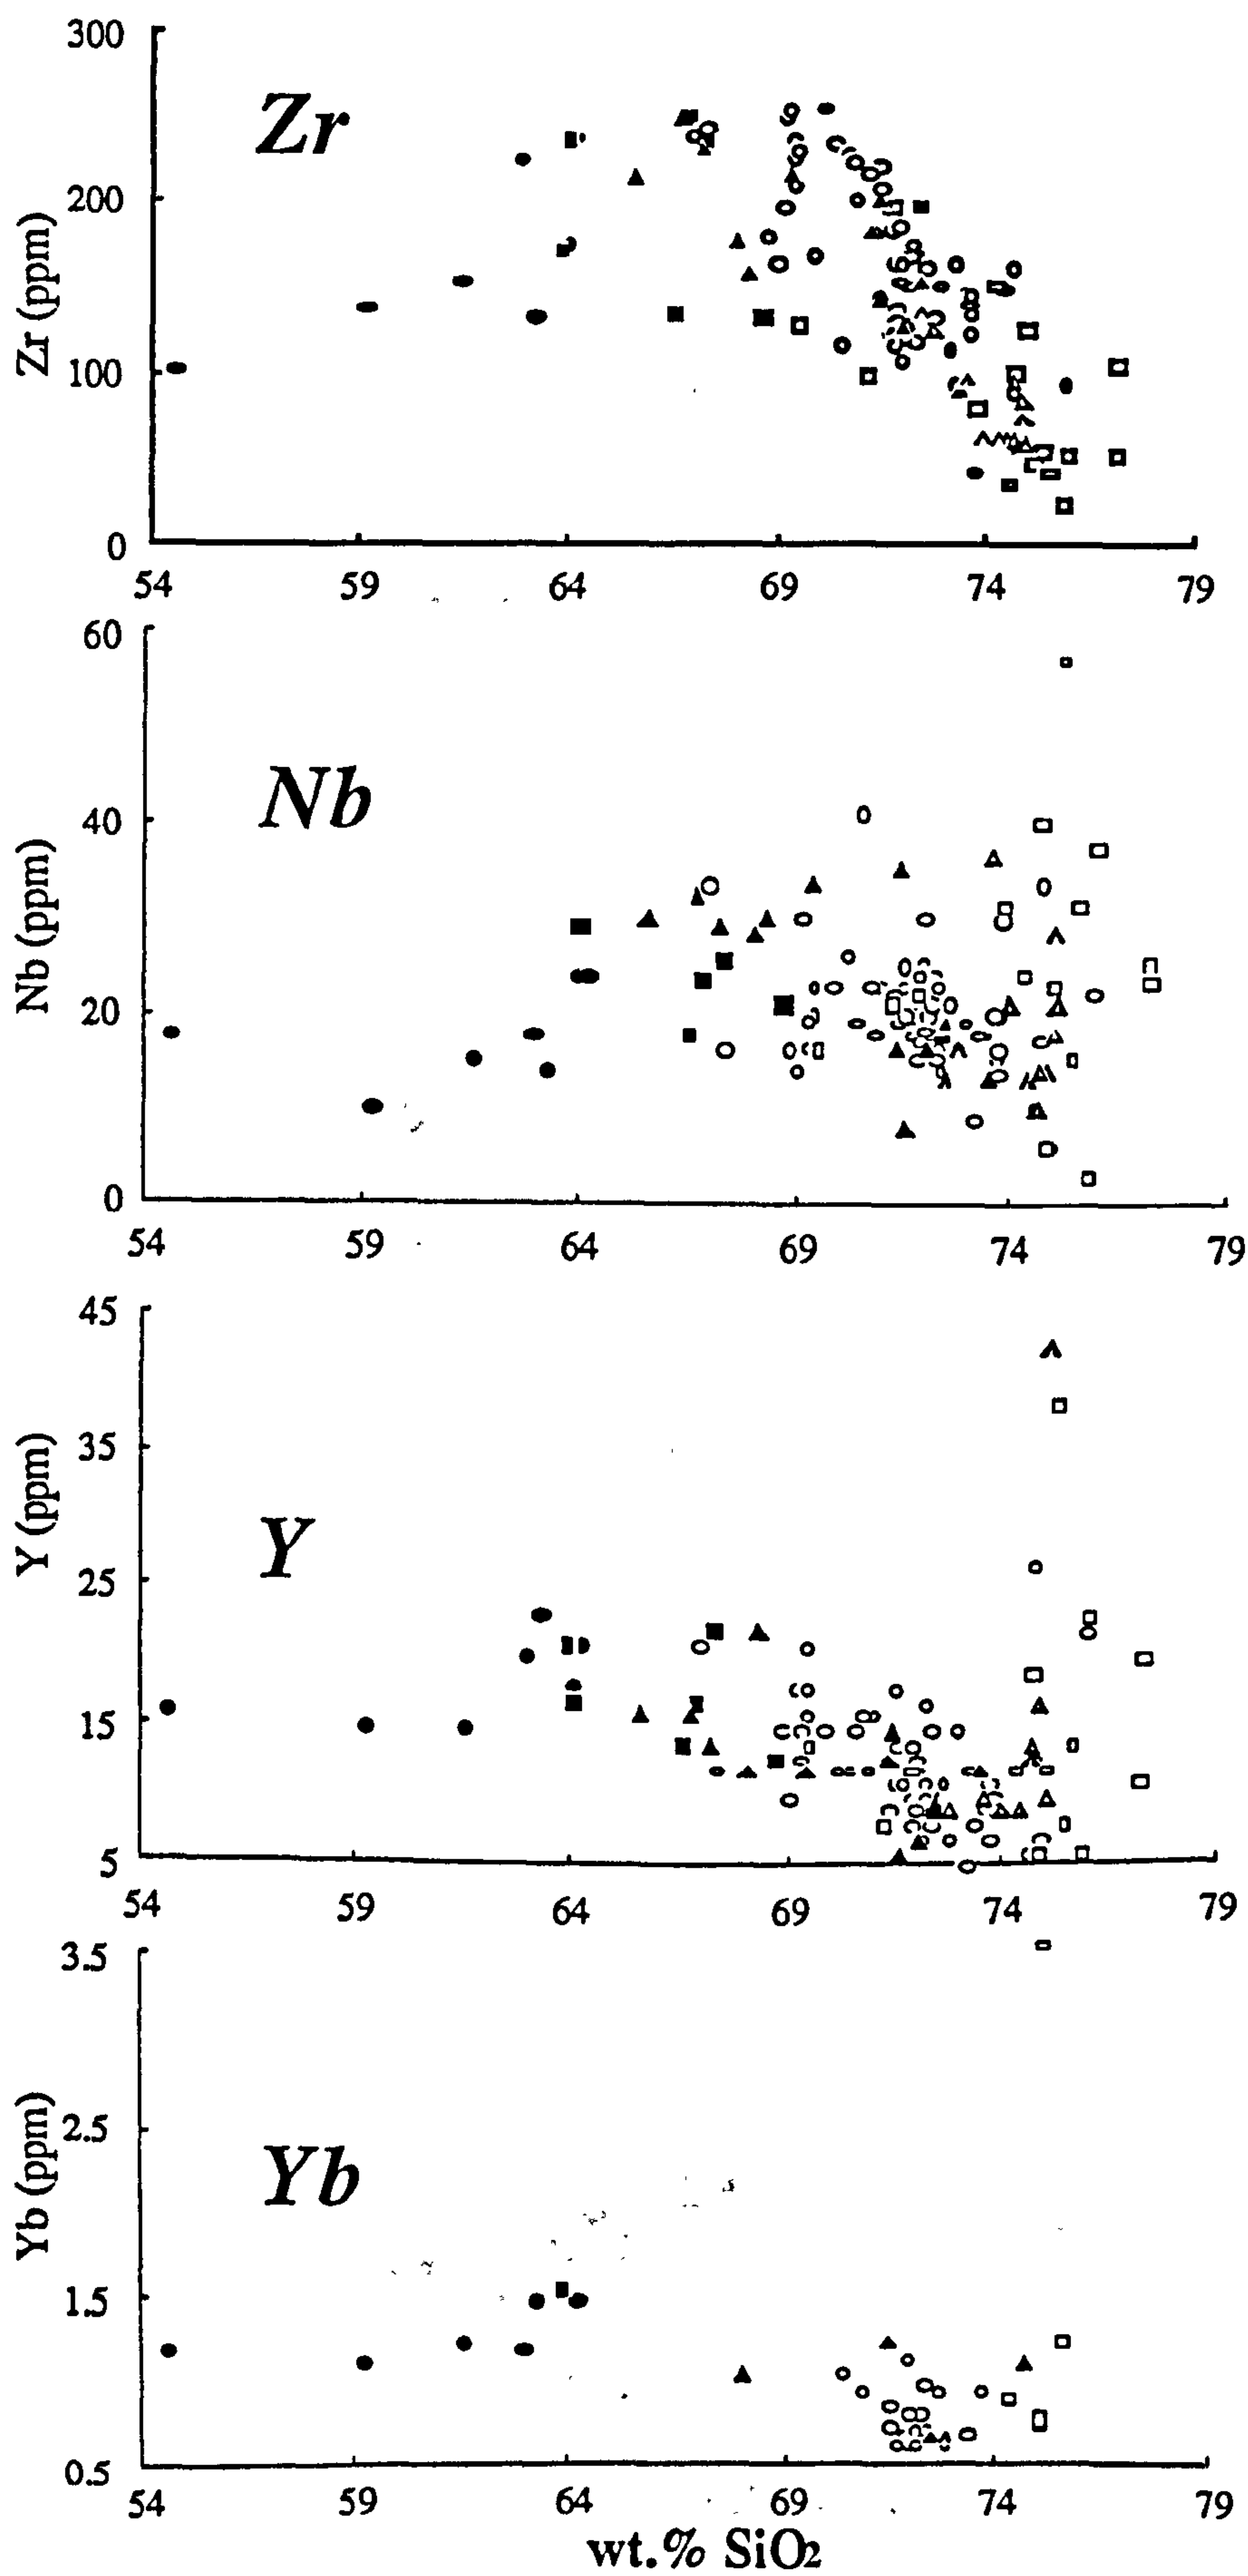 300
Zr
200
Zr (ppm)
100
0
54 59 64 69 74 79
60
Nb
40
Nb (ppm)
20
0
54 59 64 69 74 79
45
35
Y (ppm)
Y
25
15
5
54 59 64 69 74 79
3.5
2.5
Yb (ppm)
Yb
1.5
0.5
54 59 64 69 74 79
wt.% SiO2